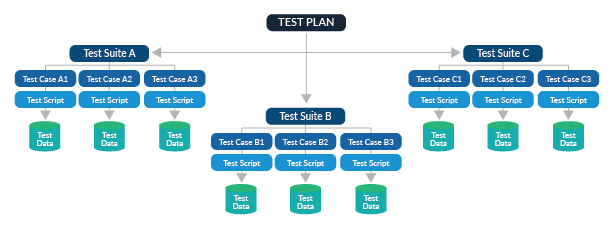 TEST PLAN
Test Suite A
Test Suite C
Test Case A1 Test Case A2 Test Case A3
Test Case C1 Test Case C2 Test Case C3
Test Script Test Script Test Script
Test Script Test Script Test Script
Test Suite B
Test
Data
Test
Data
Test
Data
Test
Data
Test
Data
Test
Data
Test Case B1 Test Case B2 Test Case B3
Test Script Test Script Test Script
Test
Data
Test
Data
Test
Data